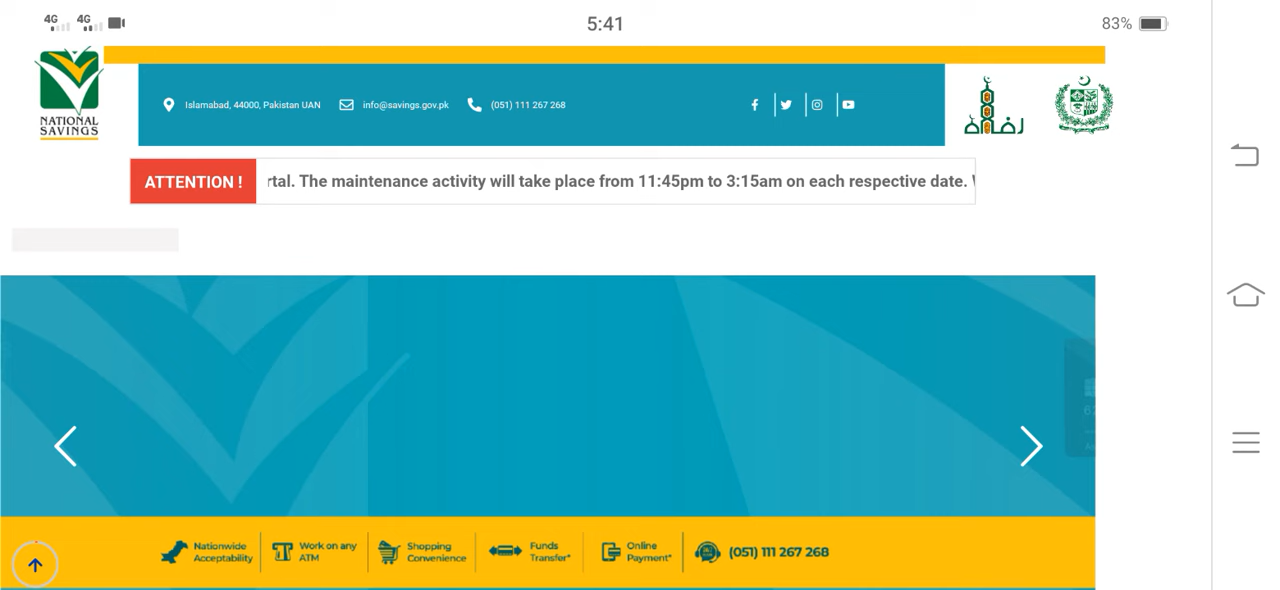 4G 4G 5:41 83%
Islamabad, 44000, Pakistan UAN info@savings.gov.pk (051) 111 267 268
NATIONAL
SAVINGS
رمضان
ATTENTION ! rtal. The maintenance activity will take place from 11:45pm to 3:15am on each respective date.
Nationwide
Acceptability
Work on any
ATM
Shopping
Convenience
Funds
Transfer*
Online
Payment*
(051) 111 267 268